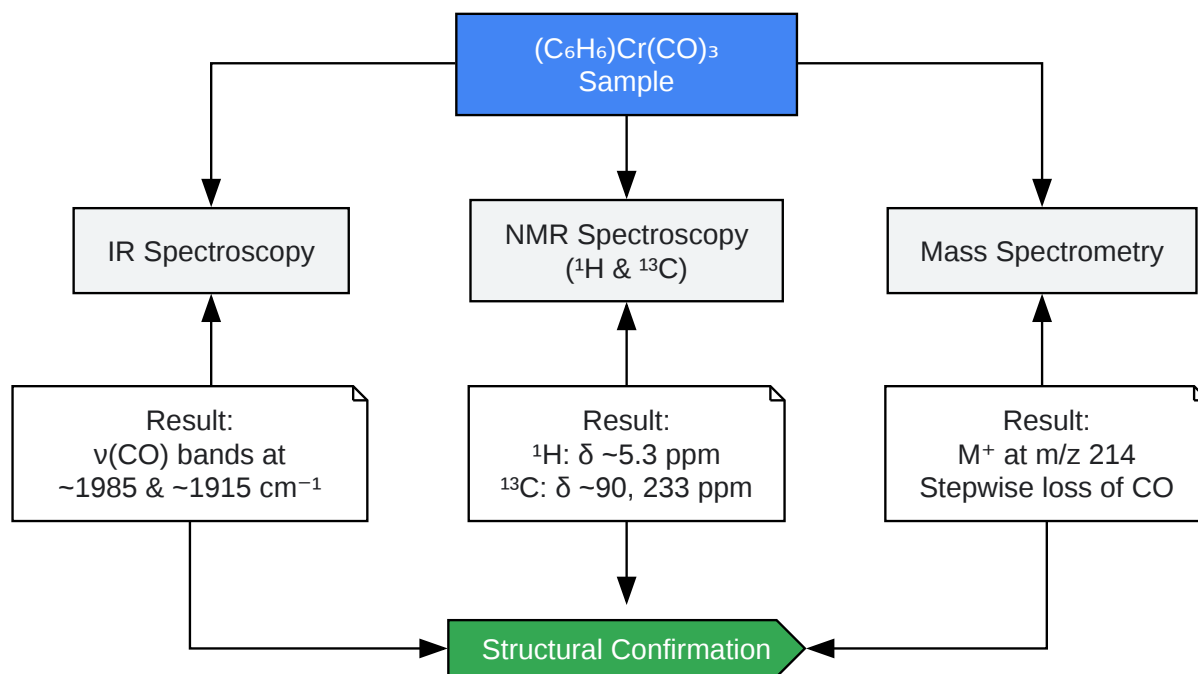 (C₆H₆)Cr(CO)₃
Sample
IR Spectroscopy
NMR Spectroscopy
(¹H & ¹³C)
Mass Spectrometry
Result:
ν(CO) bands at
~1985 & ~1915 cm⁻¹
Result:
¹H: δ ~5.3 ppm
¹³C: δ ~90, 233 ppm
Result:
M⁺ at m/z 214
Stepwise loss of CO
Structural Confirmation